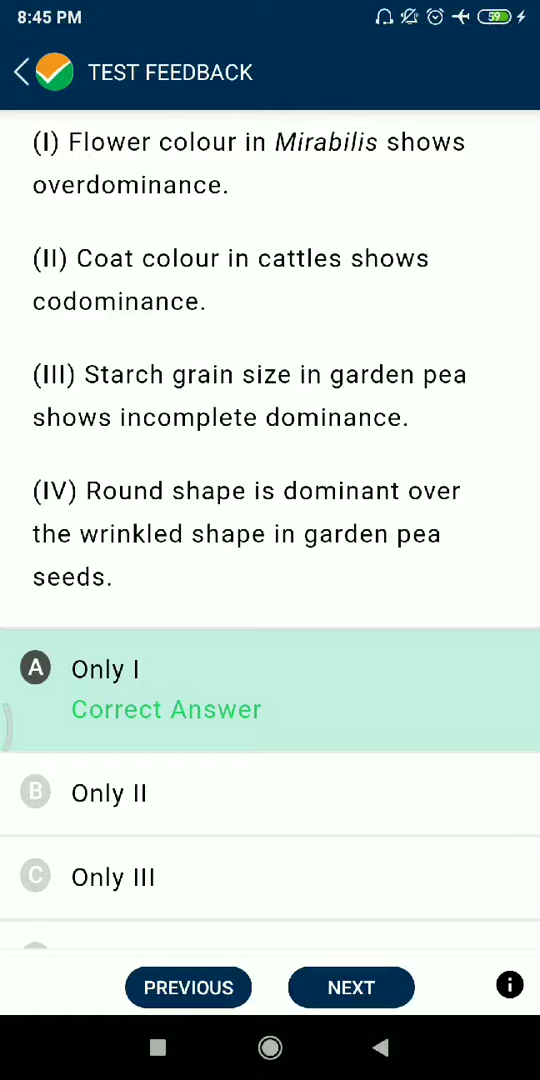 8:45 PM
59
TEST FEEDBACK
(I) Flower colour in Mirabilis shows
overdominance.
(II) Coat colour in cattles shows
codominance.
(III) Starch grain size in garden pea
shows incomplete dominance.
(IV) Round shape is dominant over
the wrinkled shape in garden pea
seeds.
A Only I
Correct Answer
B Only II
C Only III
PREVIOUS NEXT